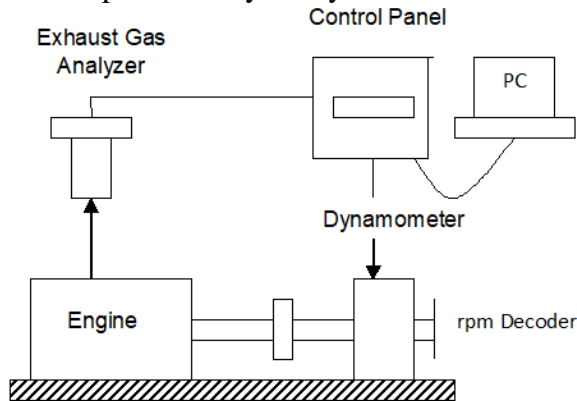 Control Panel
Exhaust Gas
Analyzer
PC
Dynamometer
Engine
rpm Decoder